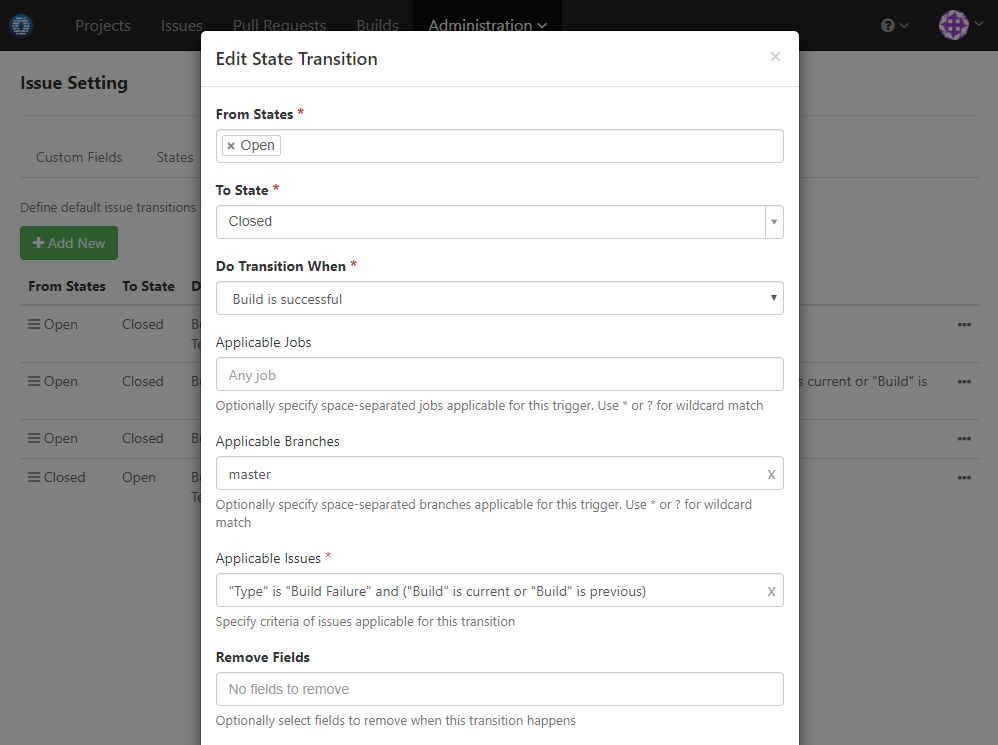 Projects Issues Pull Requests Builds Administration
Edit State Transition ×
Issue Setting
From States *
Open
Custom Fields States
To State *
Closed
Define default issue transitions
Add New
Do Transition When *
Build is successful
From States To State D
Open Closed
Applicable Jobs
Any job
Open Closed
s current or "Build" is
Optionally specify space-separated jobs applicable for this trigger. Use * or ? for wildcard match
Applicable Branches
Open Closed
master x
Closed Open
Optionally specify space-separated branches applicable for this trigger. Use * or ? for wildcard
match
Applicable Issues *
"Type" is "Build Failure" and ("Build" is current or "Build" is previous) x
Specify criteria of issues applicable for this transition
Remove Fields
No fields to remove
Optionally select fields to remove when this transition happens